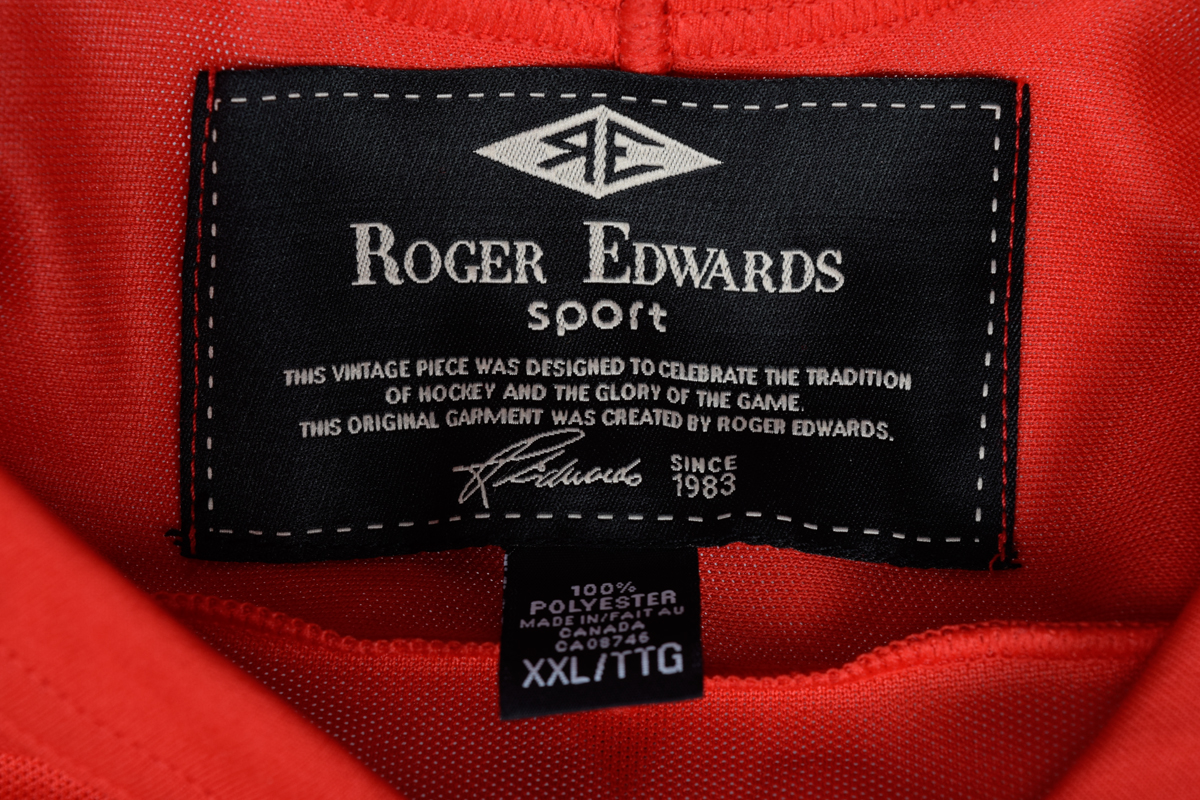 RE
ROGER EDWARDS
sport
THIS VINTAGE PIECE WAS DESIGNED TO CELEBRATE THE TRADITION
OF HOCKEY AND THE GLORY OF THE GAME.
THIS ORIGINAL GARMENT WAS CREATED BY ROGER EDWARDS.
R Edwards
SINCE
1983
100%
POLYESTER
MADE IN/FAIT AU
CANADA
CA08746
XXL/TTG